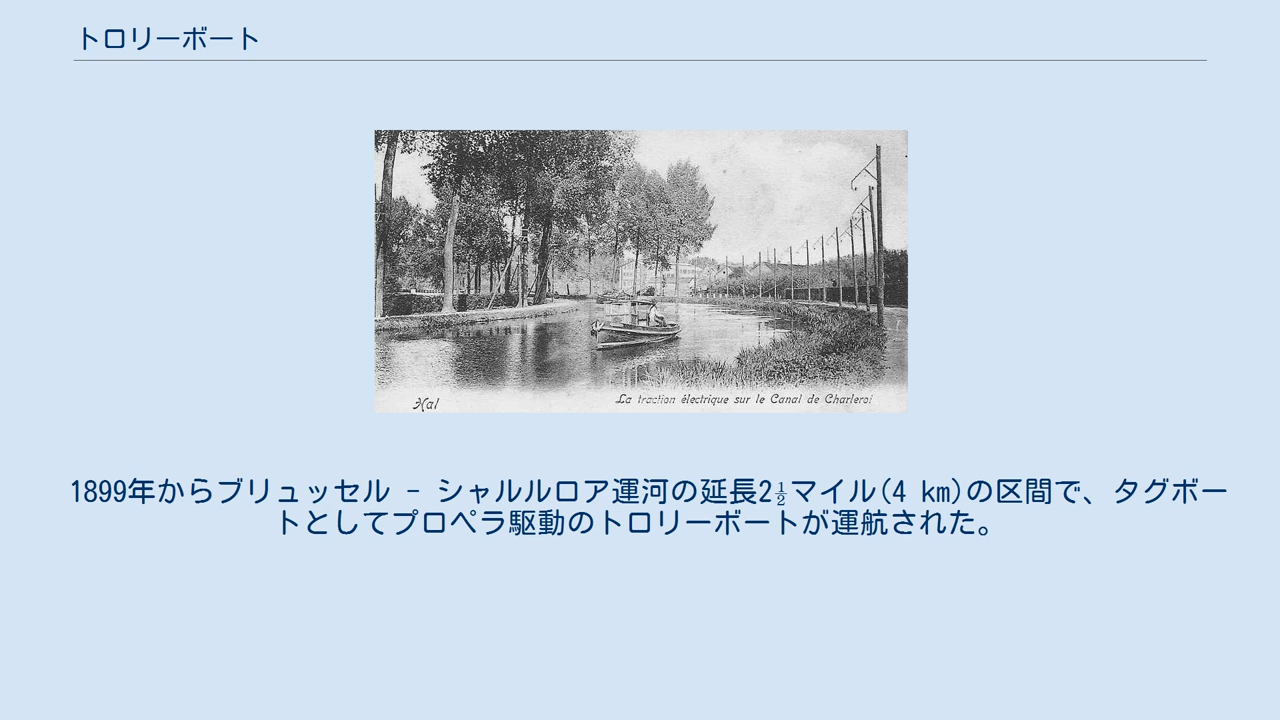 トロリーボート
Hal
La traction électrique sur le Canal de Charleroi
1899年からブリュッセル - シャルルロア運河の延長2½マイル(4 km)の区間で、タグボー
トとしてプロペラ駆動のトロリーボートが運航された。